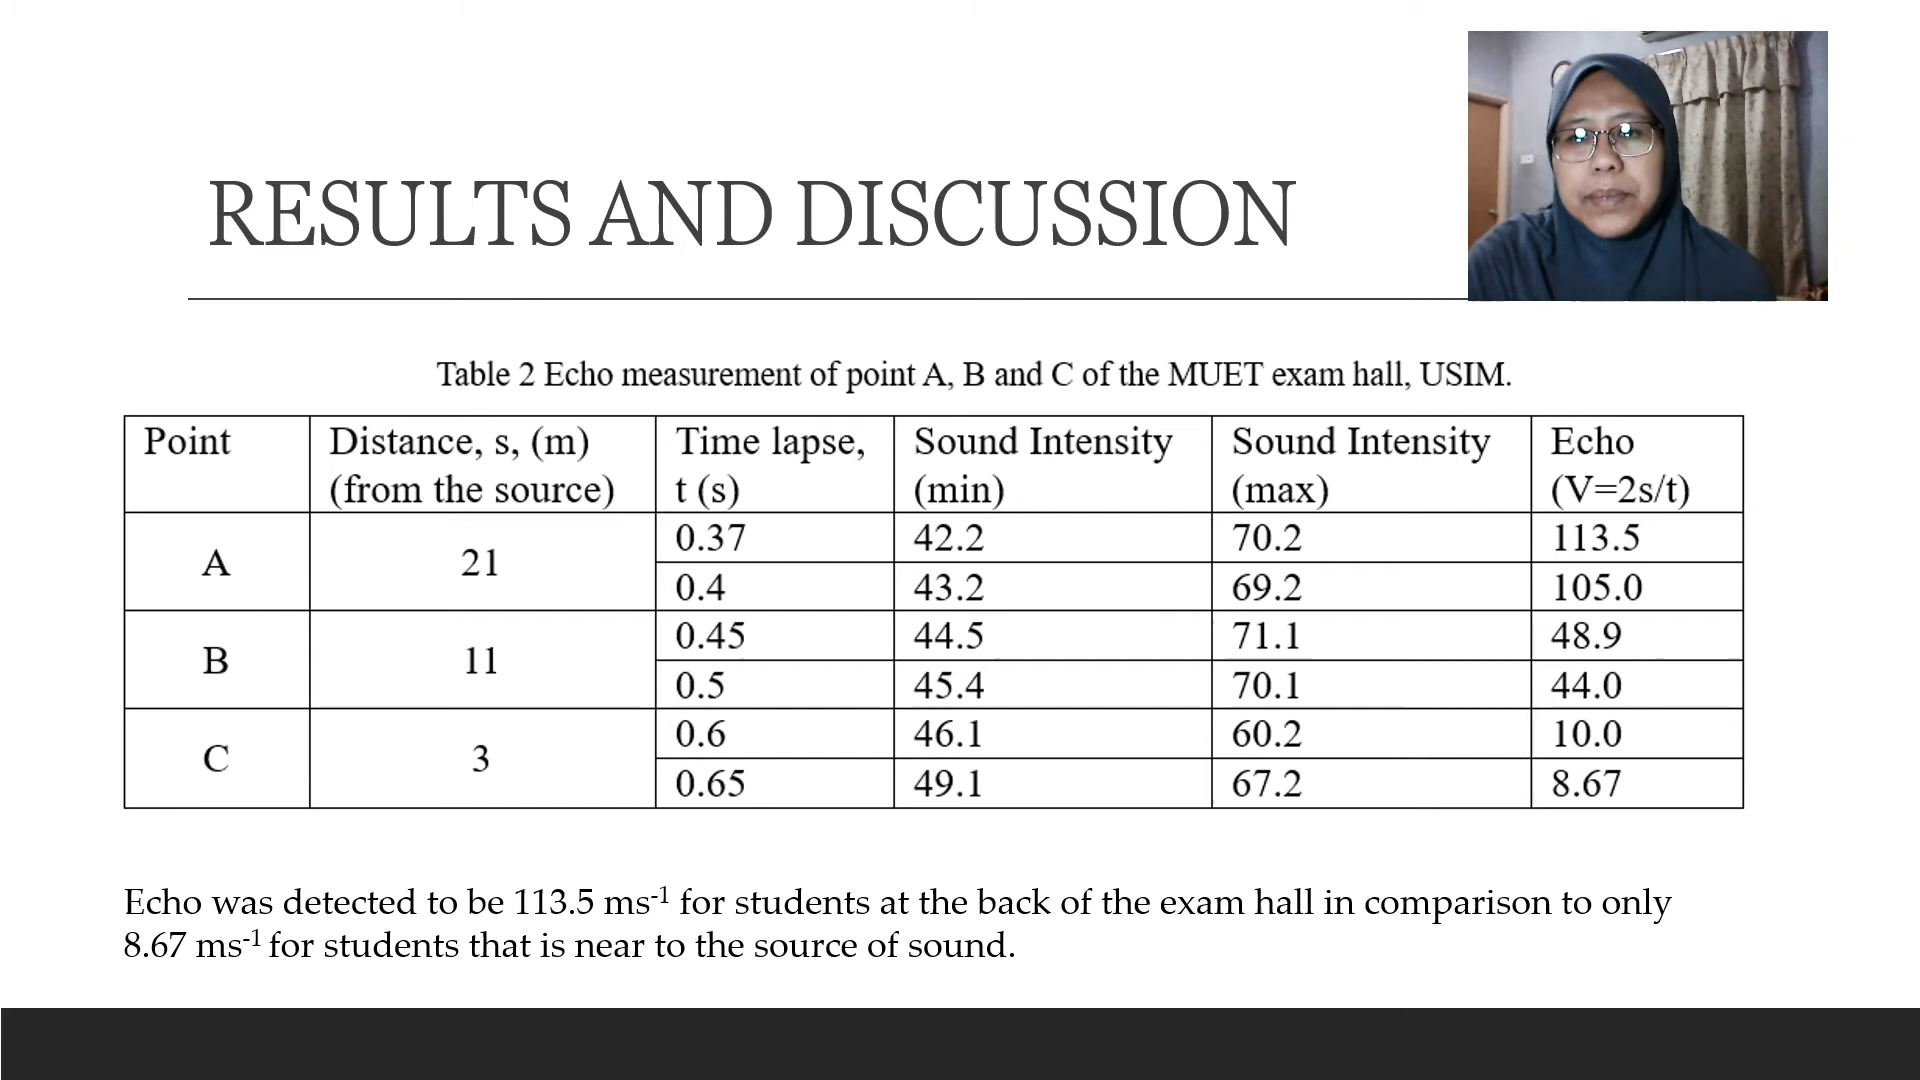 RESULTS AND DISCUSSION
Table 2 Echo measurement of point A, B and C of the MUET exam hall, USIM.
Point Distance, s, (m) Time lapse, Sound Intensity Sound Intensity Echo
(from the source) t (s) (min) (max) (V=2s/t)
A 21 0.37 42.2 70.2 113.5
0.4 43.2 69.2 105.0
B 11 0.45 44.5 71.1 48.9
0.5 45.4 70.1 44.0
C 3 0.6 46.1 60.2 10.0
0.65 49.1 67.2 8.67
Echo was detected to be 113.5 ms⁻¹ for students at the back of the exam hall in comparison to only
8.67 ms⁻¹ for students that is near to the source of sound.